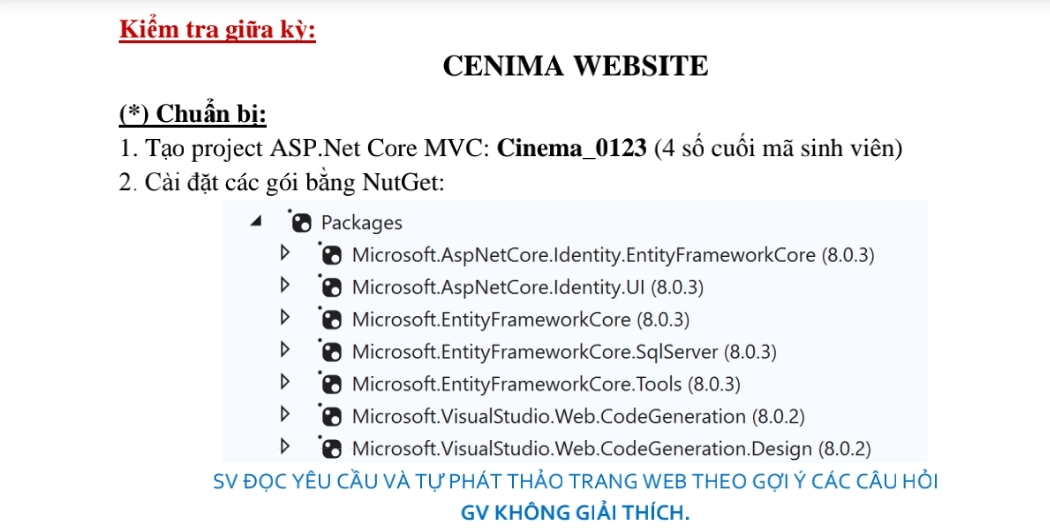 Kiểm tra giữa kỳ:
CENIMA WEBSITE
(*) Chuẩn bị:
1. Tạo project ASP.Net Core MVC: Cinema_0123 (4 số cuối mã sinh viên)
2. Cài đặt các gói bằng NutGet:
Packages
Microsoft.AspNetCore.Identity.EntityFrameworkCore (8.0.3)
Microsoft.AspNetCore.Identity.UI (8.0.3)
Microsoft.EntityFrameworkCore (8.0.3)
Microsoft.EntityFrameworkCore.SqlServer (8.0.3)
Microsoft.EntityFrameworkCore.Tools (8.0.3)
Microsoft.VisualStudio.Web.CodeGeneration (8.0.2)
Microsoft.VisualStudio.Web.CodeGeneration.Design (8.0.2)
SV ĐỌC YÊU CẦU VÀ TỰ PHÁT THẢO TRANG WEB THEO GỢI Ý CÁC CÂU HỎI
GV KHÔNG GIẢI THÍCH.